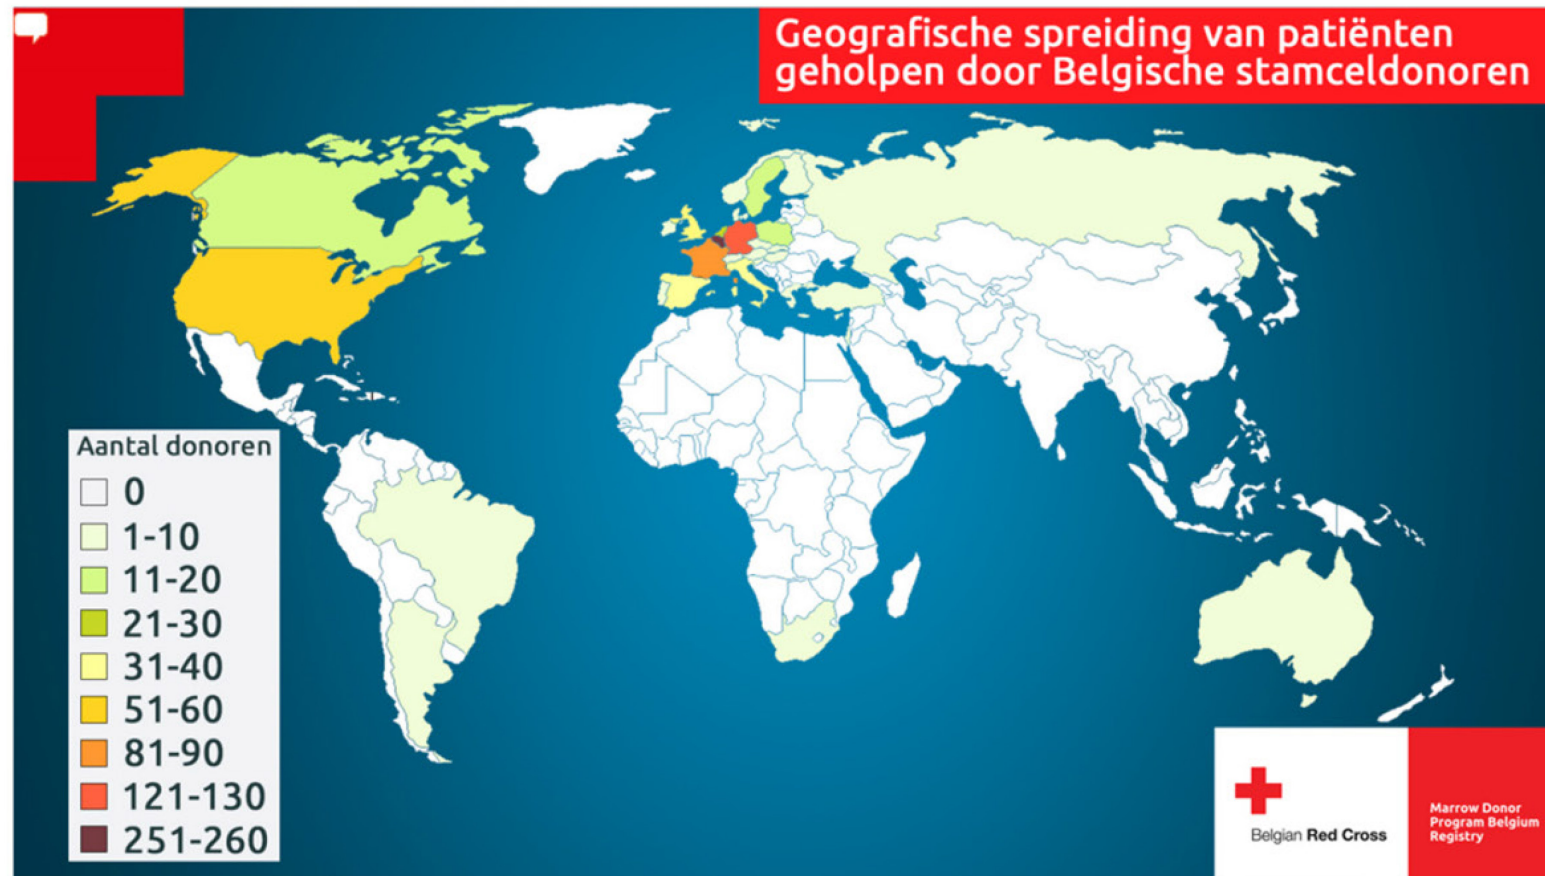 Geografische spreiding van patiënten
geholpen door Belgische stamceldonoren
Aantal donoren
0
1-10
11-20
21-30
31-40
51-60
81-90
121-130
251-260
Belgian Red Cross
Marrow Donor
Program Belgium
Registry